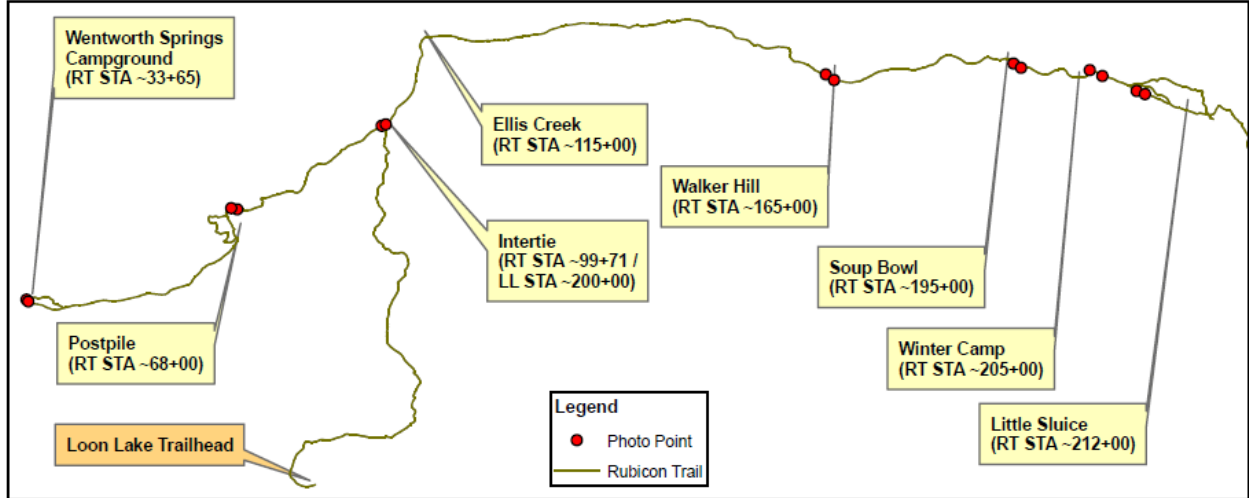 Wentworth Springs
Campground
(RT STA ~33+65)
Ellis Creek
(RT STA ~115+00)
Walker Hill
(RT STA ~165+00)
Intertie
(RT STA ~99+71 /
LL STA ~200+00)
Soup Bowl
(RT STA ~195+00)
Postpile
(RT STA ~68+00)
Winter Camp
(RT STA ~205+00)
Little Sluice
(RT STA ~212+00)
Loon Lake Trailhead
Legend
Photo Point
Rubicon Trail